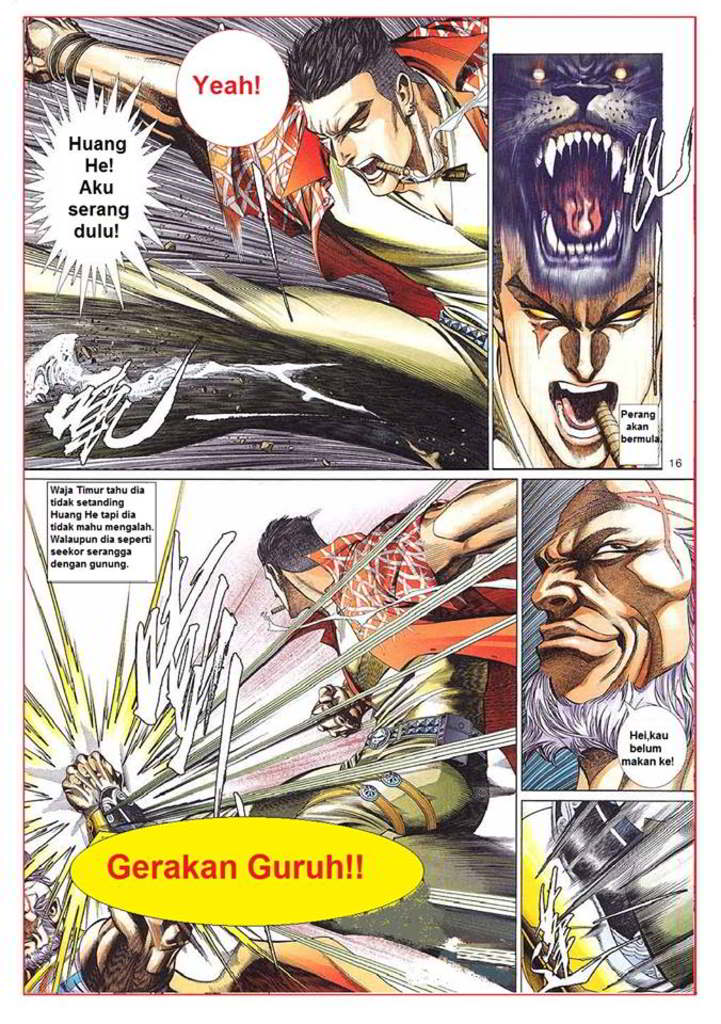 Yeah!
Huang
He!
Aku
serang
dulu!
Perang
akan
bermula.
16
Waja Timur tahu dia
tidak setanding
Huang He tapi dia
tidak mahu mengalah.
Walaupun dia seperti
seekor serangga
dengan gunung.
Hei,kau
belum
makan ke!
Gerakan Guruh!!